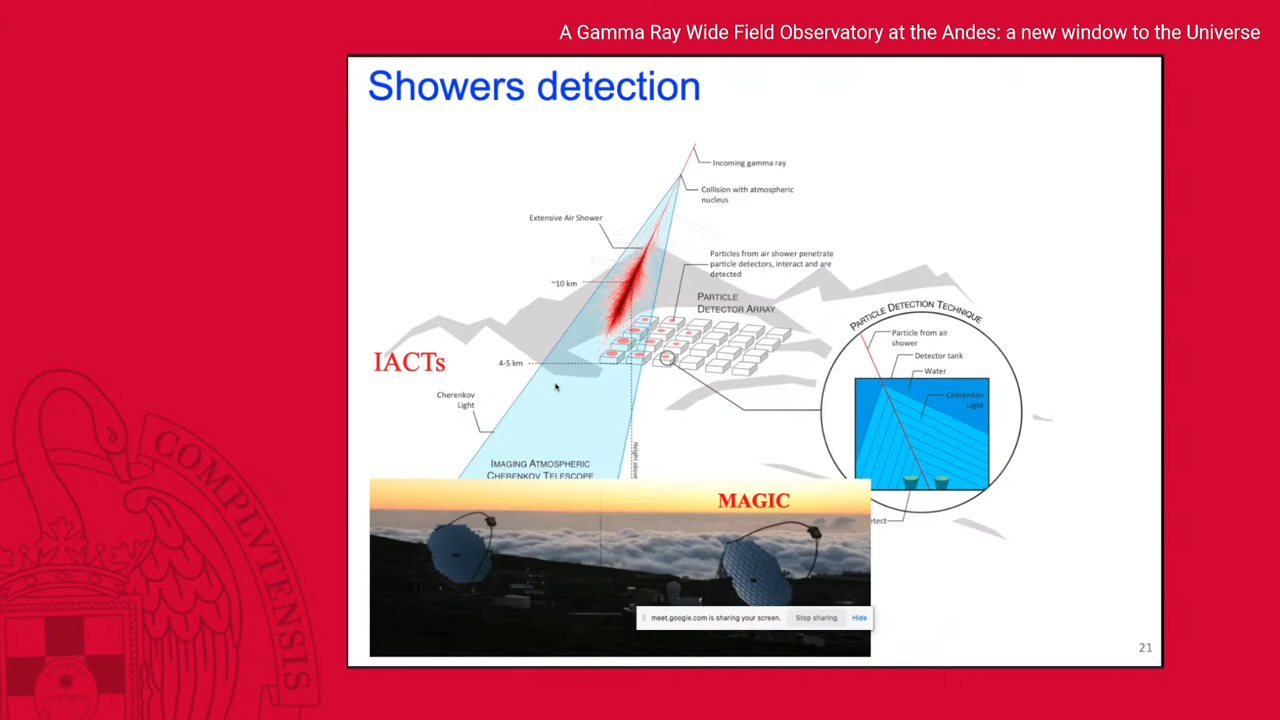 A Gamma Ray Wide Field Observatory at the Andes: a new window to the Universe
Showers detection
Incoming gamma ray
Collision with atmospheric
nucleus
Extensive Air Shower
Particles from air shower penetrate
particle detectors, interact and are
detected
~10 km
PARTICLE
DETECTOR ARRAY
PARTICLE DETECTION TECHNIQUE
Particle from air
shower
Detector tank
Water
Cherenkov
Light
IACTs
4-5 km
Cherenkov
Light
IMAGING ATMOSPHERIC
CHERENKOV TELESCOPE
MAGIC
etect
meet.google.com is sharing your screen.
Stop sharing
Hide
21
COMPLVTENSIS